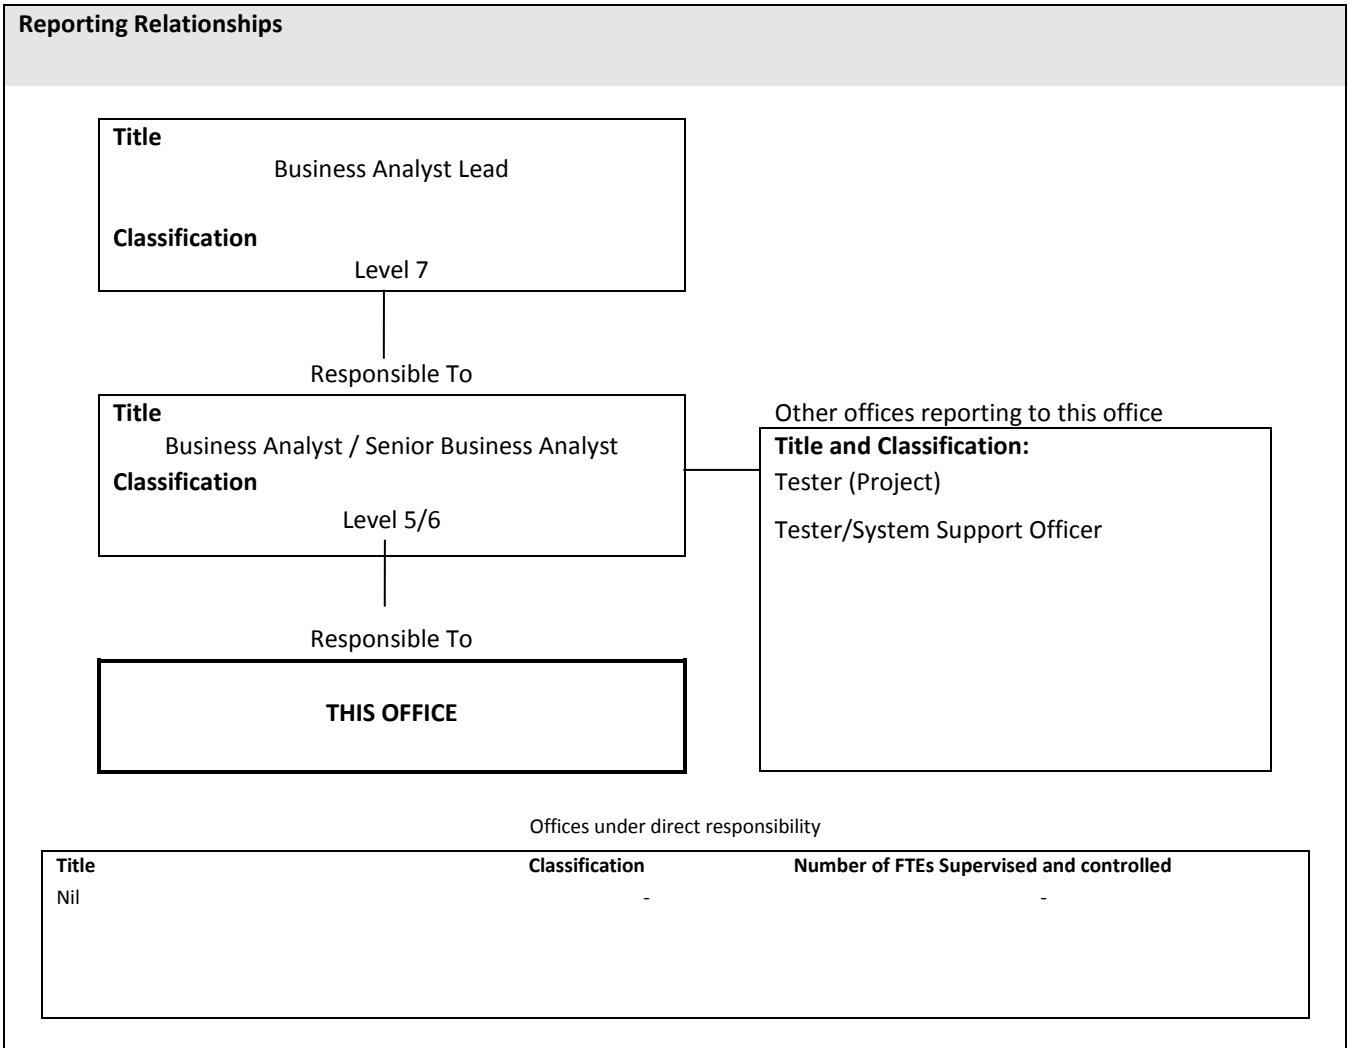 Reporting Relationships
Title
Business Analyst Lead
Classification
Level 7
Responsible To
Title
Business Analyst / Senior Business Analyst
Classification
Level 5/6
Other offices reporting to this office
Title and Classification:
Tester (Project)
Tester/System Support Officer
Responsible To
THIS OFFICE
Offices under direct responsibility
Title Classification Number of FTEs Supervised and controlled
Nil - -